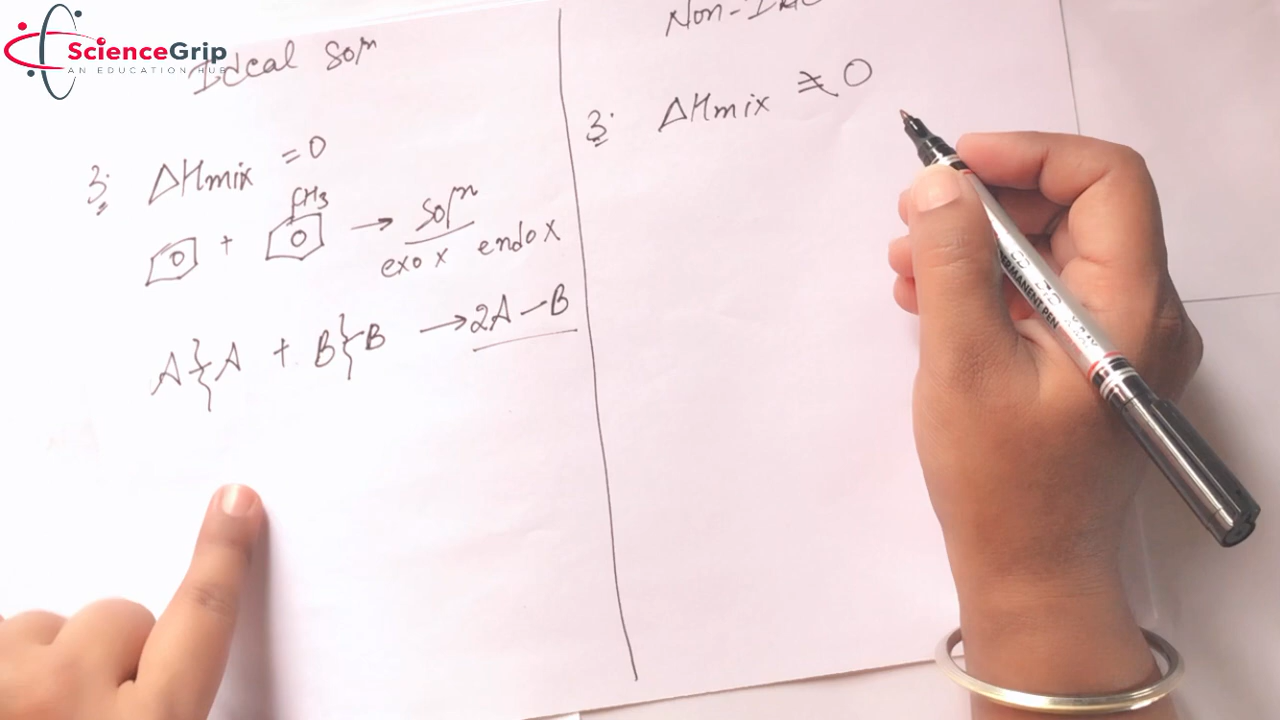 ScienceGrip
AN EDUCATION HUB
Ideal Solⁿ
3. ΔHmix = 0
CH3
+ → Solⁿ
exo x endo x
A}A + B}B → 2A-B
Non-
3. ΔHmix ≠ 0
PERMANENT PEN